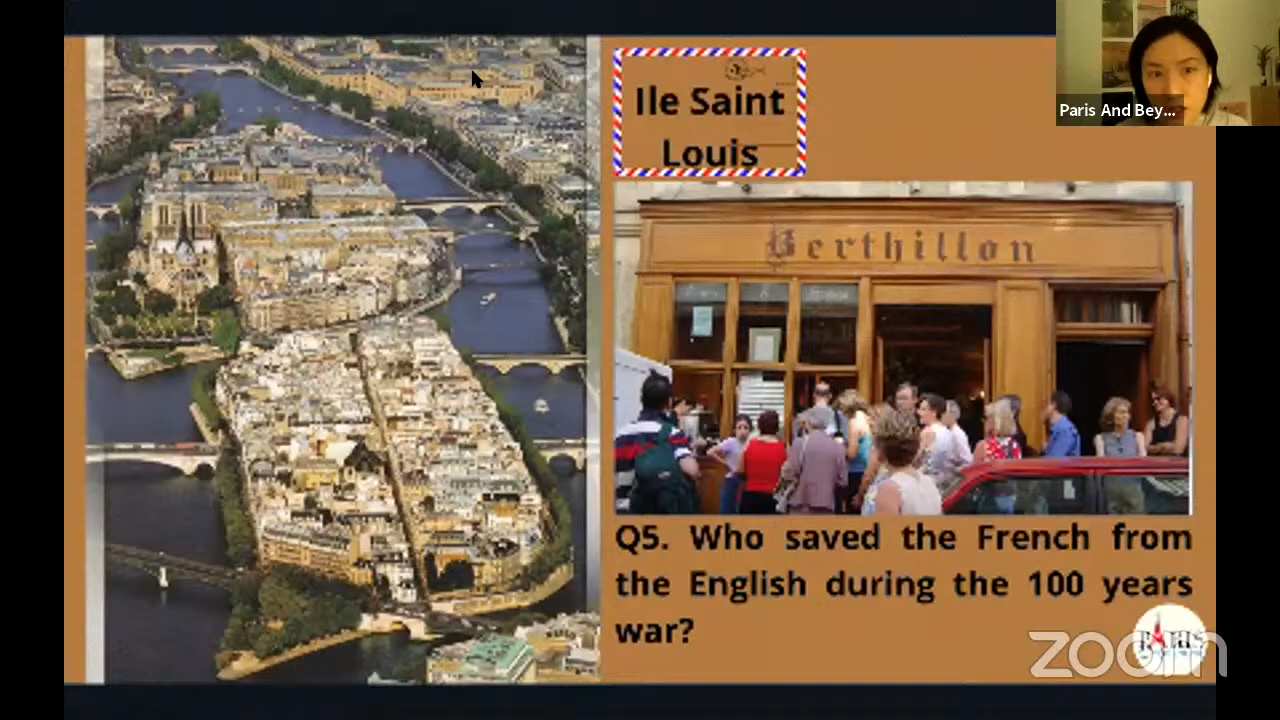 Ile Saint
Louis
Paris And Bey...
Berthillon
Q5. Who saved the French from
the English during the 100 years
war?
PARIS
zoom